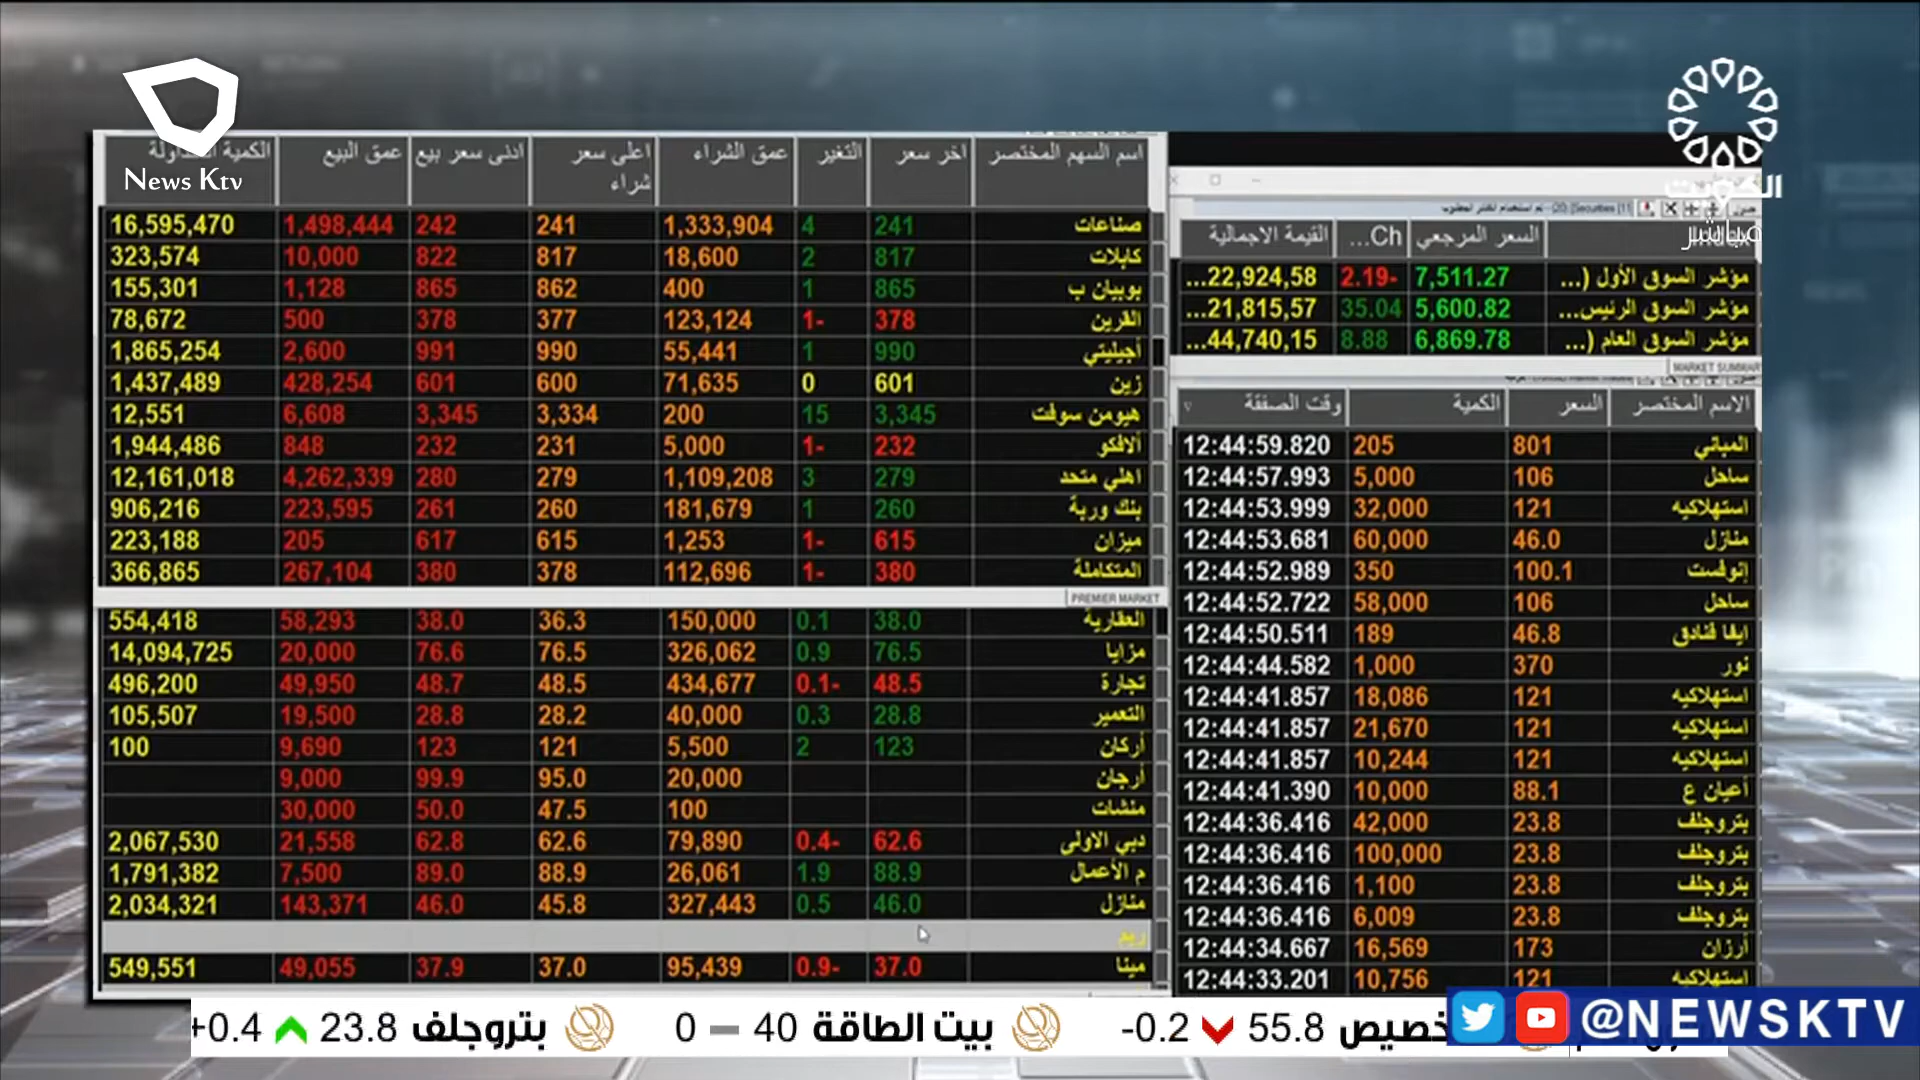 News Ktv
الكويت
مباشر
اسم السهم المختصر اخر سعر التغير عمق الشراء اعلى سعر شراء ادنى سعر بيع عمق البيع الكمية
صناعات 241 4 1,333,904 241 242 1,498,444 16,595,470
كابلات 817 2 18,600 817 822 10,000 323,574
بوبيان ب 865 1 400 862 865 1,128 155,301
القرين 378 1- 123,124 377 378 500 78,672
أجيليتي 990 1 55,441 990 991 2,600 1,865,254
زين 601 0 71,635 600 601 428,254 1,437,489
هيومن سوفت 3,345 15 200 3,334 3,345 6,608 12,551
ألافكو 232 1- 5,000 231 232 848 1,944,486
اهلي متحد 279 3 1,109,208 279 280 4,262,339 12,161,018
بنك وربة 260 1 181,679 260 261 223,595 906,216
ميزان 615 1- 1,253 615 617 205 223,188
المتكاملة 380 1- 112,696 378 380 267,104 366,865
PREMIER MARKET
العقارية 38.0 0.1 150,000 36.3 38.0 58,293 554,418
مزايا 76.5 0.9 326,062 76.5 76.6 20,000 14,094,725
تجارة 48.5 0.1- 434,677 48.5 48.7 49,950 496,200
التعمير 28.8 0.3 40,000 28.2 28.8 19,500 105,507
أركان 123 2 5,500 121 123 9,690 100
أرجان 20,000 95.0 99.9 9,000
منشات 100 47.5 50.0 30,000
دبي الاولى 62.6 0.4- 79,890 62.6 62.8 21,558 2,067,530
م الأعمال 88.9 1.9 26,061 88.9 89.0 7,500 1,791,382
منازل 46.0 0.5 327,443 45.8 46.0 143,371 2,034,321
ريم
مينا 37.0 0.9- 95,439 37.0 37.9 49,055 549,551
السعر المرجعي Ch... القيمة الاجمالية
مؤشر السوق الأول (... 7,511.27 2.19- 22,924,58...
مؤشر السوق الرئيس... 5,600.82 35.04 21,815,57...
مؤشر السوق العام (... 6,869.78 8.88 44,740,15...
MARKET SUMMAR
الاسم المختصر السعر الكمية وقت الصفقة
المباني 801 205 12:44:59.820
ساحل 106 5,000 12:44:57.993
استهلاكيه 121 32,000 12:44:53.999
منازل 46.0 60,000 12:44:53.681
إنوفست 100.1 350 12:44:52.989
ساحل 106 58,000 12:44:52.722
ايفا فنادق 46.8 189 12:44:50.511
نور 370 1,000 12:44:44.582
استهلاكيه 121 18,086 12:44:41.857
استهلاكيه 121 21,670 12:44:41.857
استهلاكيه 121 10,244 12:44:41.857
أعيان ع 88.1 10,000 12:44:41.390
بتروجلف 23.8 42,000 12:44:36.416
بتروجلف 23.8 100,000 12:44:36.416
بتروجلف 23.8 1,100 12:44:36.416
بتروجلف 23.8 6,009 12:44:36.416
أرزان 173 16,569 12:44:34.667
استهلاكيه 121 10,756 12:44:33.201
خصيص 55.8 -0.2 بيت الطاقة 40 0 بتروجلف 23.8 +0.4
@NEWSKTV